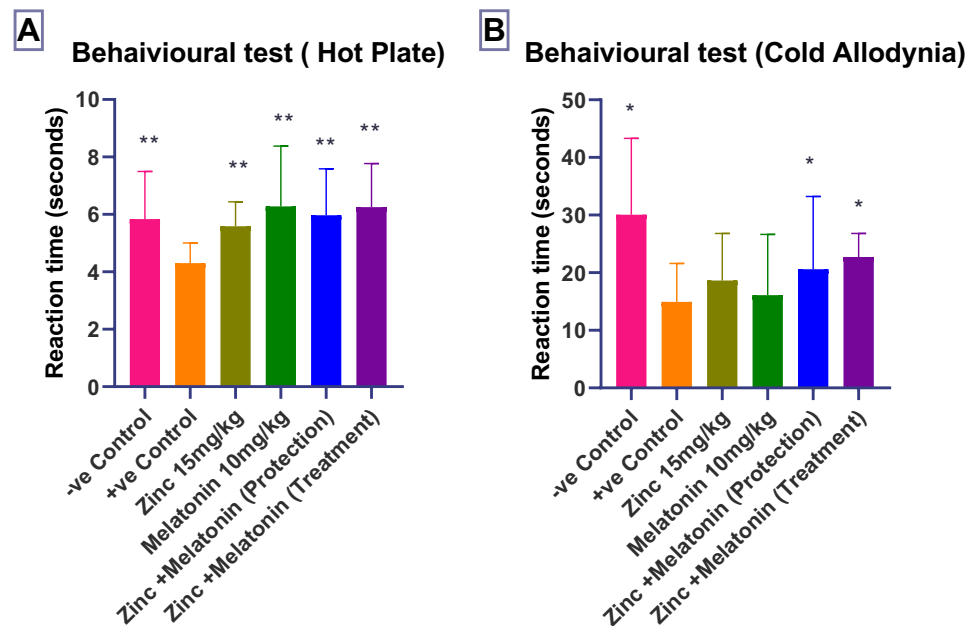 A
Behaivioural test ( Hot Plate)
Reaction time (seconds)
10
8
6
4
2
0
**
**
**
**
**
-ve Control
+ve Control
Zinc 15mg/kg
Melatonin 10mg/kg
Zinc +Melatonin (Protection)
Zinc +Melatonin (Treatment)
B
Behaivioural test (Cold Allodynia)
Reaction time (seconds)
50
40
30
20
10
0
*
*
*
-ve Control
+ve Control
Zinc 15mg/kg
Melatonin 10mg/kg
Zinc +Melatonin (Protection)
Zinc +Melatonin (Treatment)